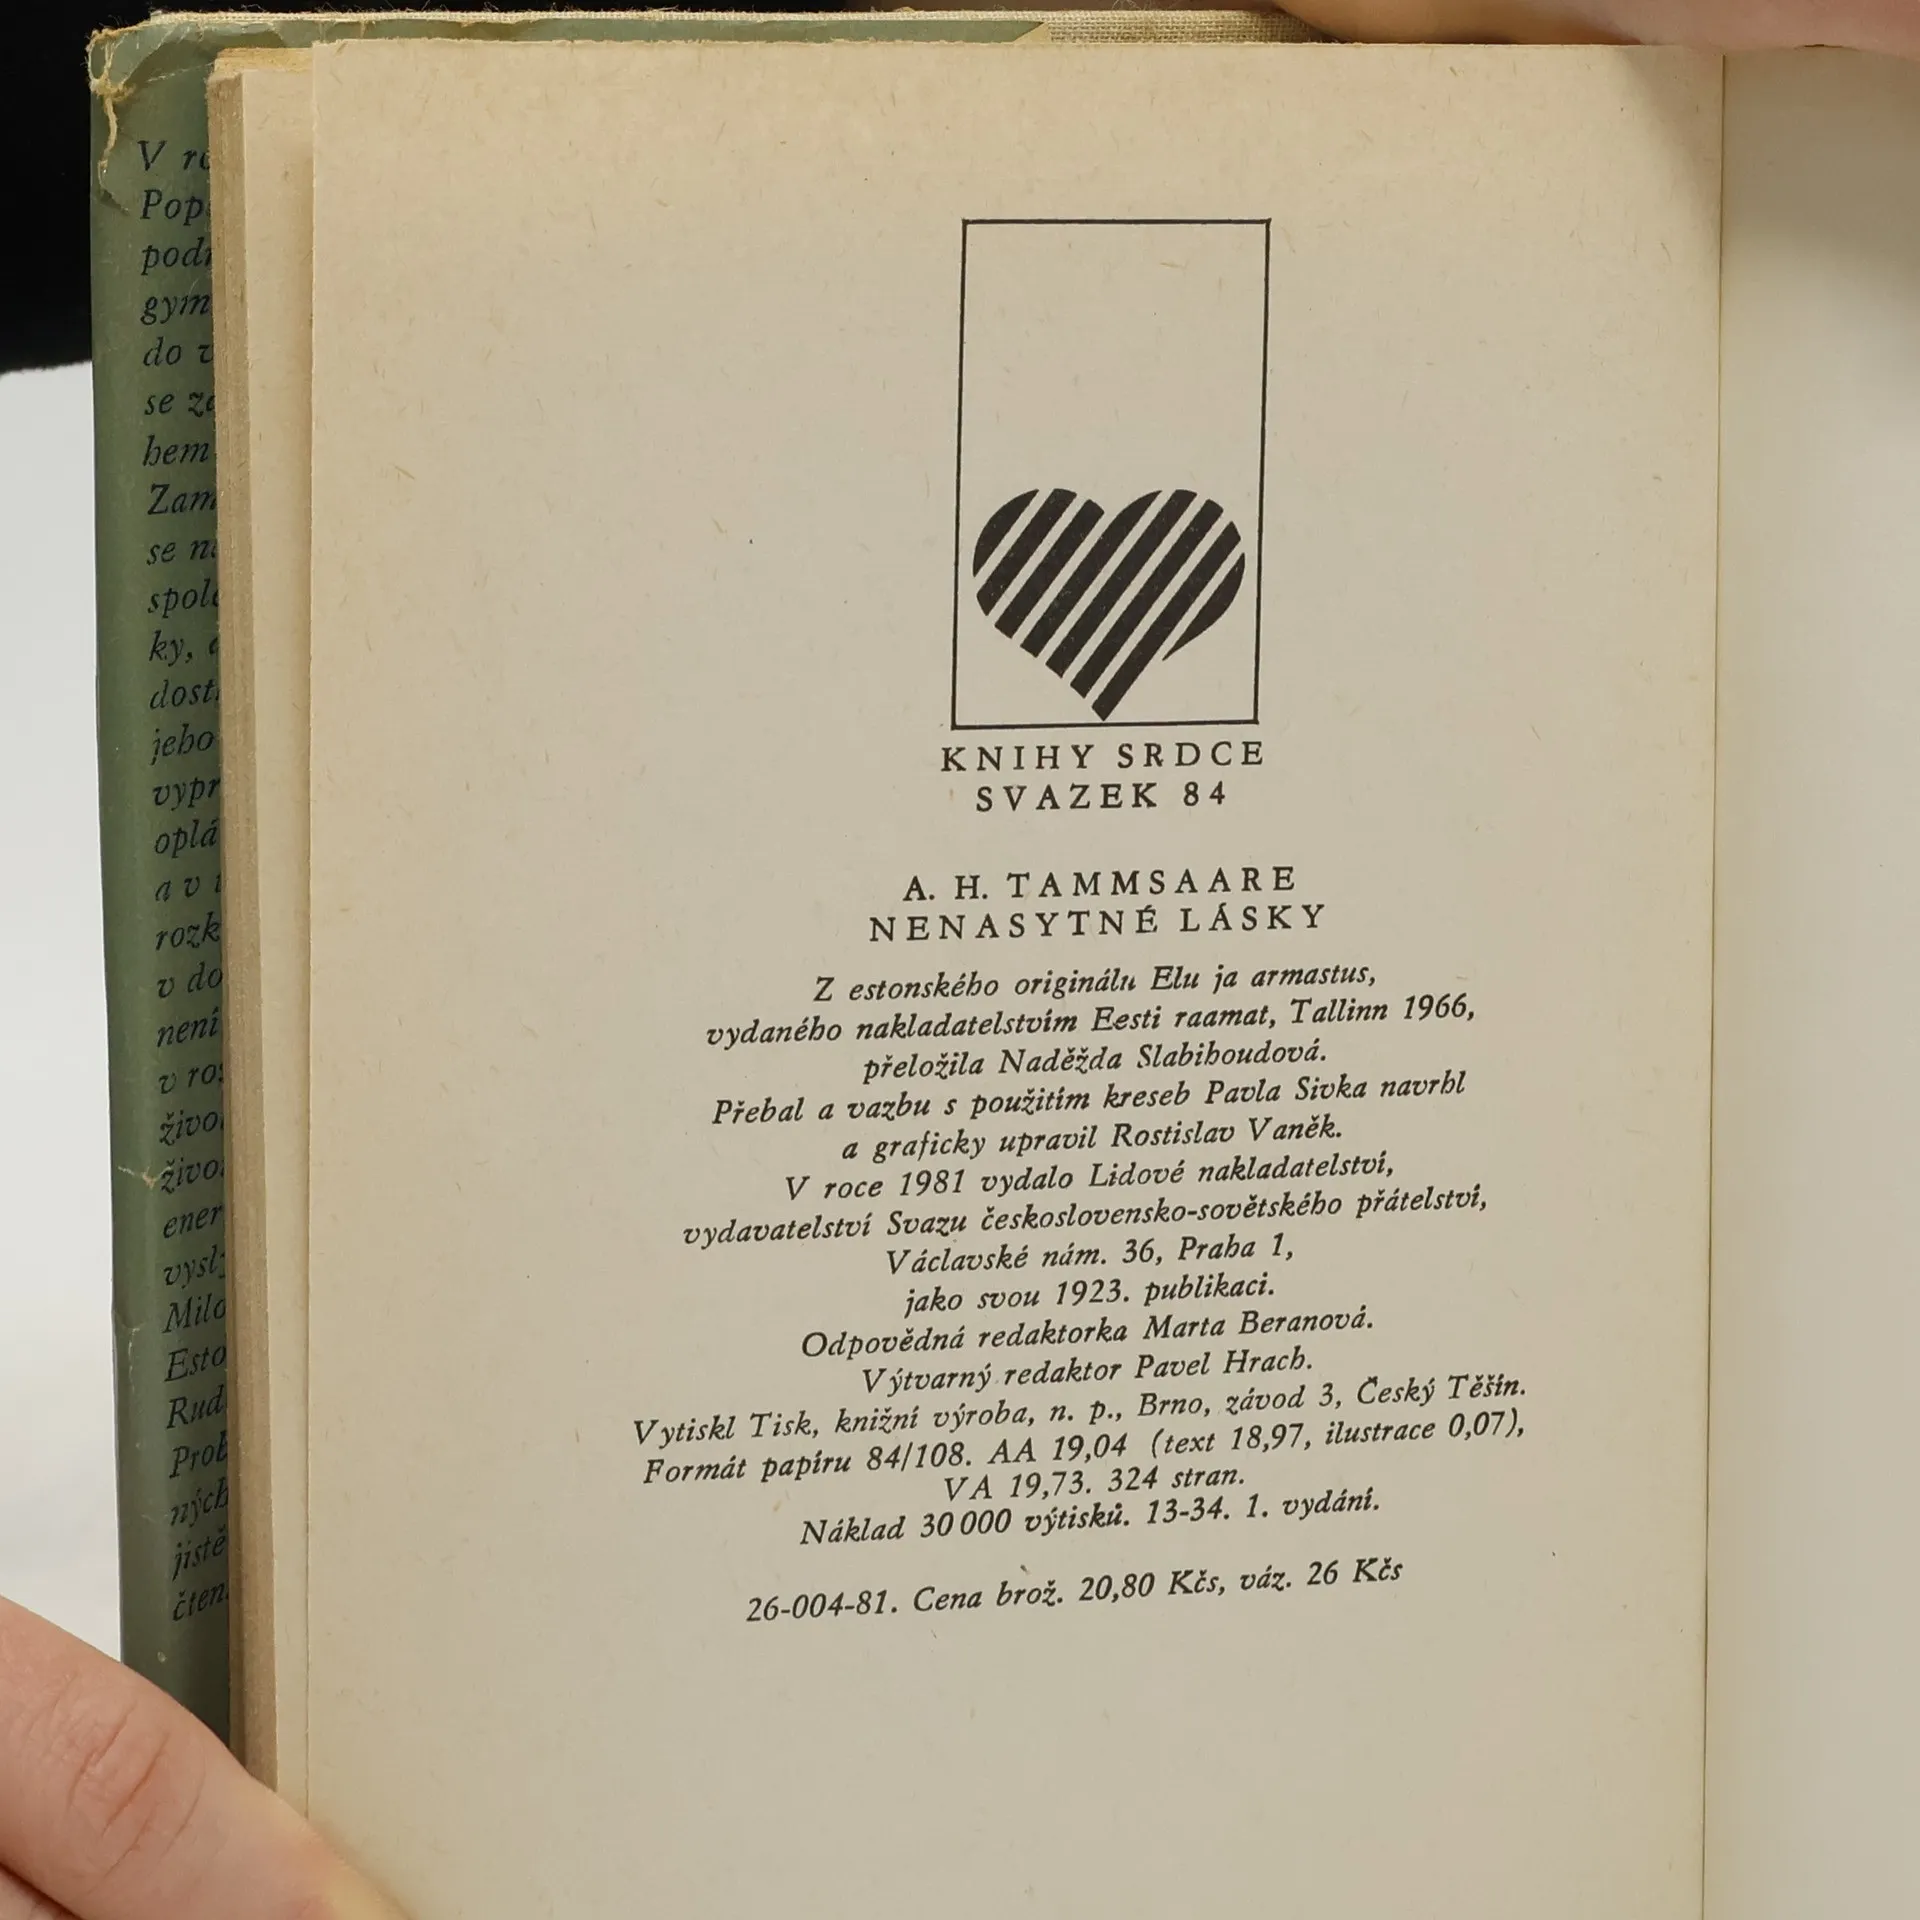 KNIHY SRDCE
SVAZEK 84
A. H. TAMMSAARE
NENASYTNÉ LÁSKY
Z estonského originálu Elu ja armastus,
vydaného nakladatelstvím Eesti raamat, Tallinn 1966,
přeložila Naděžda Slabihoudová.
Přebal a vazbu s použitím kreseb Pavla Sivka navrhl
a graficky upravil Rostislav Vaněk.
V roce 1981 vydalo Lidové nakladatelství,
vydavatelství Svazu československo-sovětského přátelství,
Václavské nám. 36, Praha 1,
jako svou 1923. publikaci.
Odpovědná redaktorka Marta Beranová.
Výtvarný redaktor Pavel Hrach.
Vytiskl Tisk, knižní výroba, n. p., Brno, závod 3, Český Těšín.
Formát papíru 84/108. AA 19,04 (text 18,97, ilustrace 0,07),
VA 19,73. 324 stran.
Náklad 30 000 výtisků. 13-34. 1. vydání.
26-004-81. Cena brož. 20,80 Kčs, váz. 26 Kčs